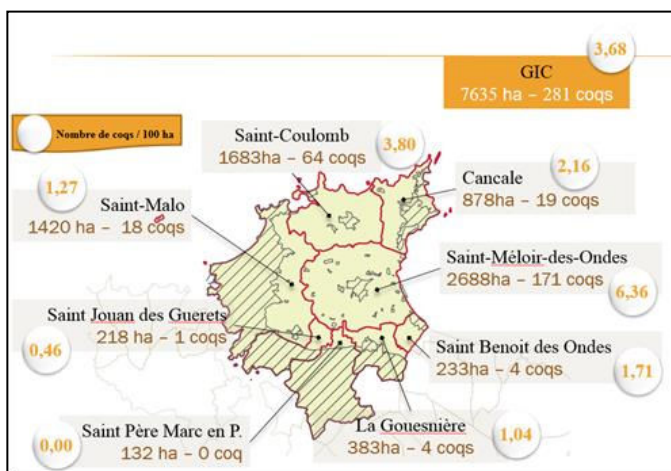 3,68
GIC
7635 ha – 281 coqs
Nombre de coqs / 100 ha
Saint-Coulomb
1683ha – 64 coqs
3,80
2,16
Cancale
878ha – 19 coqs
1,27
Saint-Malo
1420 ha – 18 coqs
Saint-Méloir-des-Ondes
2688ha – 171 coqs
6,36
Saint Jouan des Guerets
218 ha – 1 coqs
0,46
Saint Benoit des Ondes
233ha – 4 coqs
1,71
Saint Père Marc en P.
132 ha – 0 coq
0,00
La Gouesnière
383ha – 4 coqs
1,04